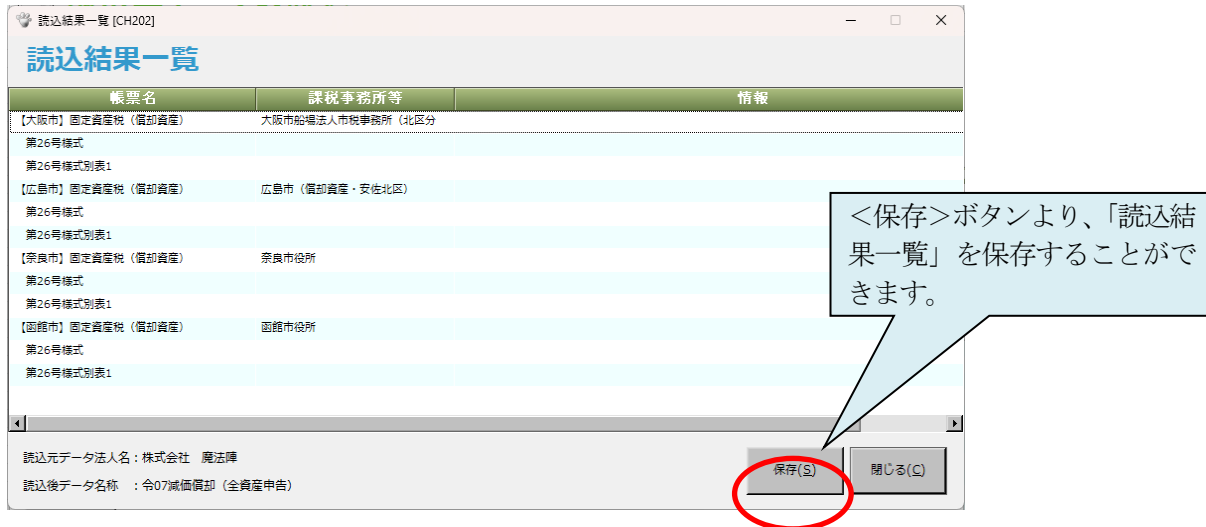 読込結果一覧 [CH202]
読込結果一覧
帳票名 課税事務所等 情報
【大阪市】固定資産税（償却資産） 大阪市船場法人市税事務所（北区分
第26号様式
第26号様式別表1
【広島市】固定資産税（償却資産） 広島市（償却資産・安佐北区）
第26号様式
第26号様式別表1
【奈良市】固定資産税（償却資産） 奈良市役所
第26号様式
第26号様式別表1
【函館市】固定資産税（償却資産） 函館市役所
第26号様式
第26号様式別表1
＜保存＞ボタンより、「読込結
果一覧」を保存することがで
きます。
読込元データ法人名：株式会社　魔法陣
読込後データ名称　：令07減価償却（全資産申告）
保存(S) 閉じる(C)